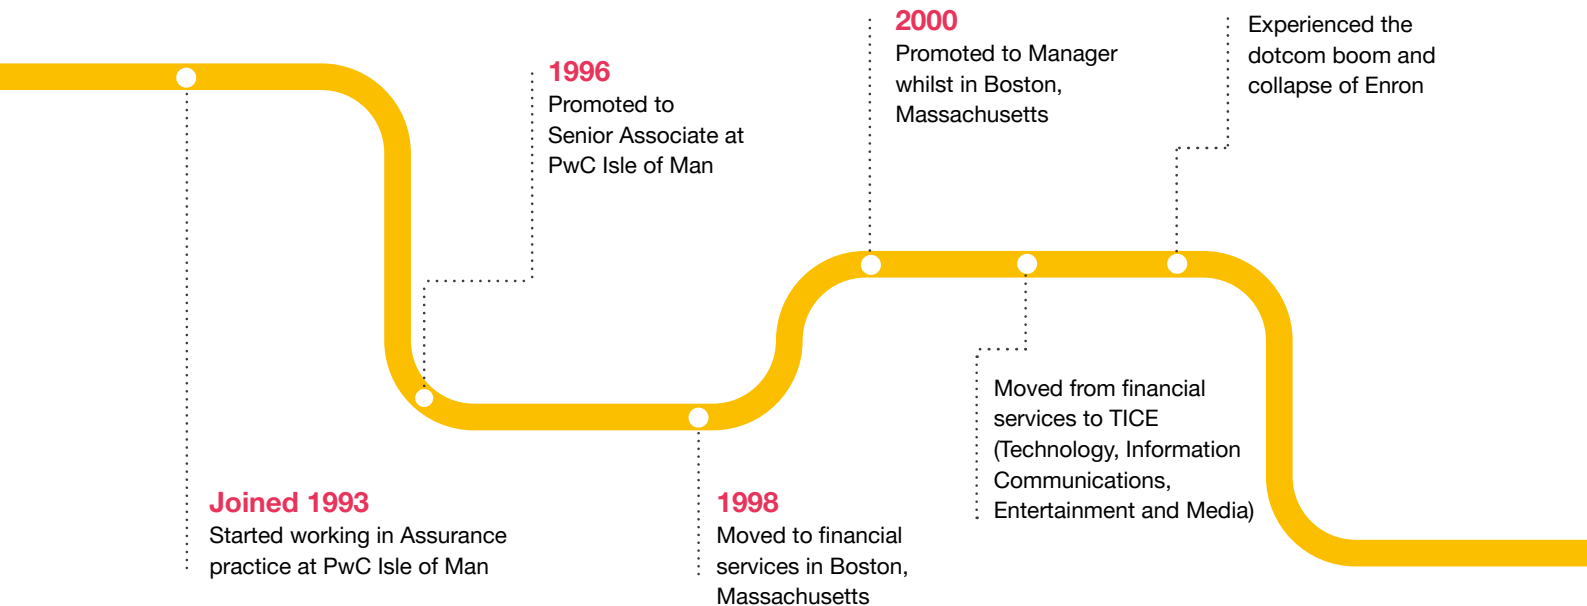 Joined 1993
Started working in Assurance
practice at PwC Isle of Man
1996
Promoted to
Senior Associate at
PwC Isle of Man
1998
Moved to financial
services in Boston,
Massachusetts
2000
Promoted to Manager
whilst in Boston,
Massachusetts
Moved from financial
services to TICE
(Technology, Information
Communications,
Entertainment and Media)
Experienced the
dotcom boom and
collapse of Enron